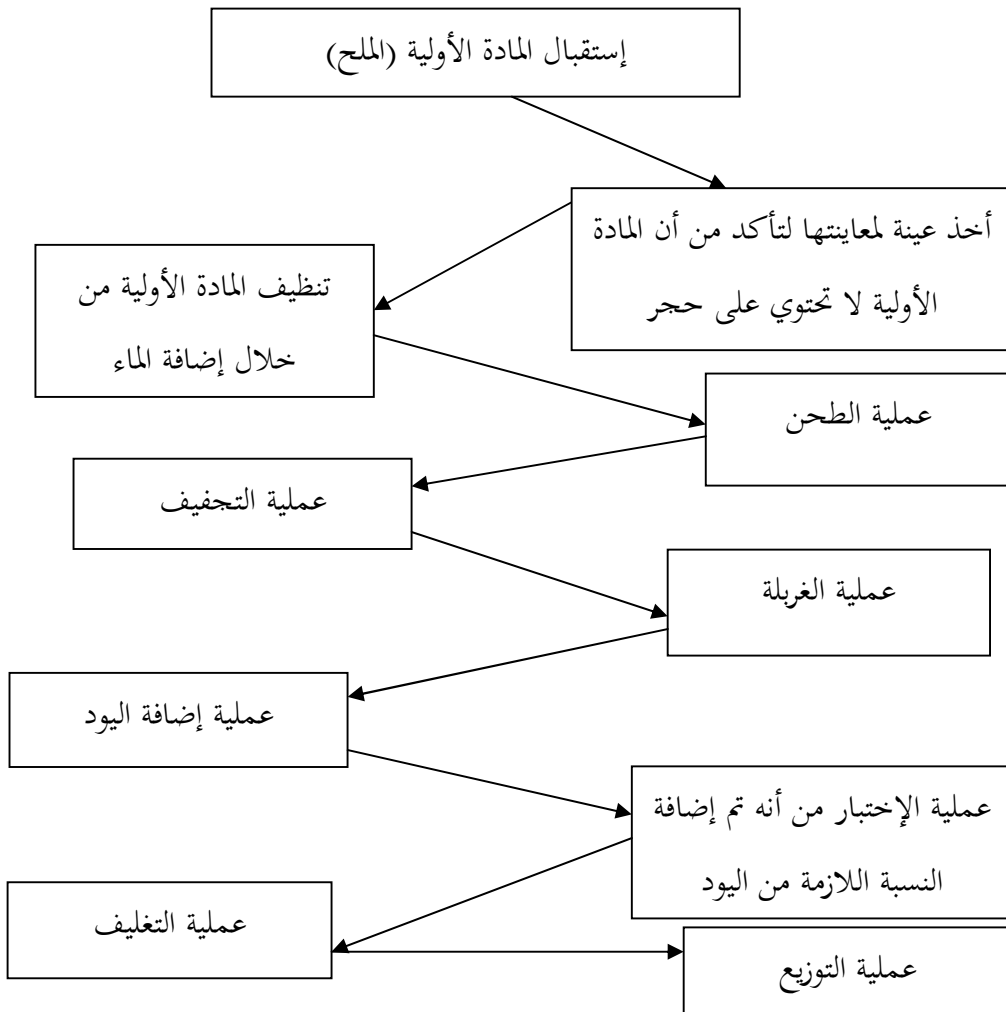 إستقبال المادة الأولية (الملح)
أخذ عينة لمعاينتها لتأكد من أن المادة
الأولية لا تحتوي على حجر
تنظيف المادة الأولية من
خلال إضافة الماء
عملية الطحن
عملية التجفيف
عملية الغربلة
عملية إضافة اليود
عملية الإختبار من أنه تم إضافة
النسبة اللازمة من اليود
عملية التغليف
عملية التوزيع